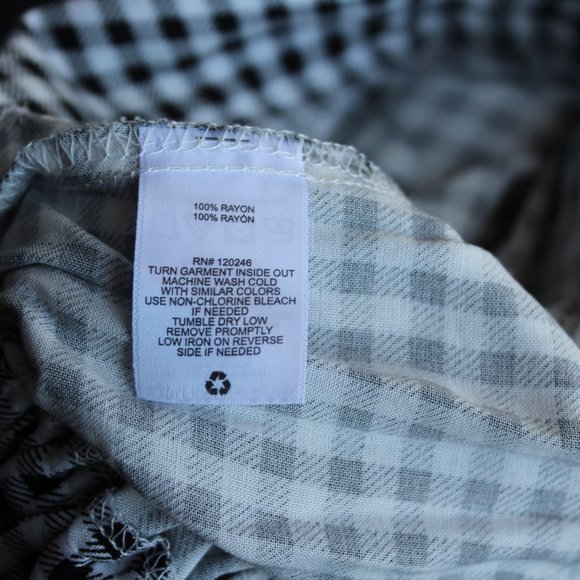 100% RAYON
100% RAYÓN
RN# 120246
TURN GARMENT INSIDE OUT
MACHINE WASH COLD
WITH SIMILAR COLORS
USE NON-CHLORINE BLEACH
IF NEEDED
TUMBLE DRY LOW
REMOVE PROMPTLY
LOW IRON ON REVERSE
SIDE IF NEEDED